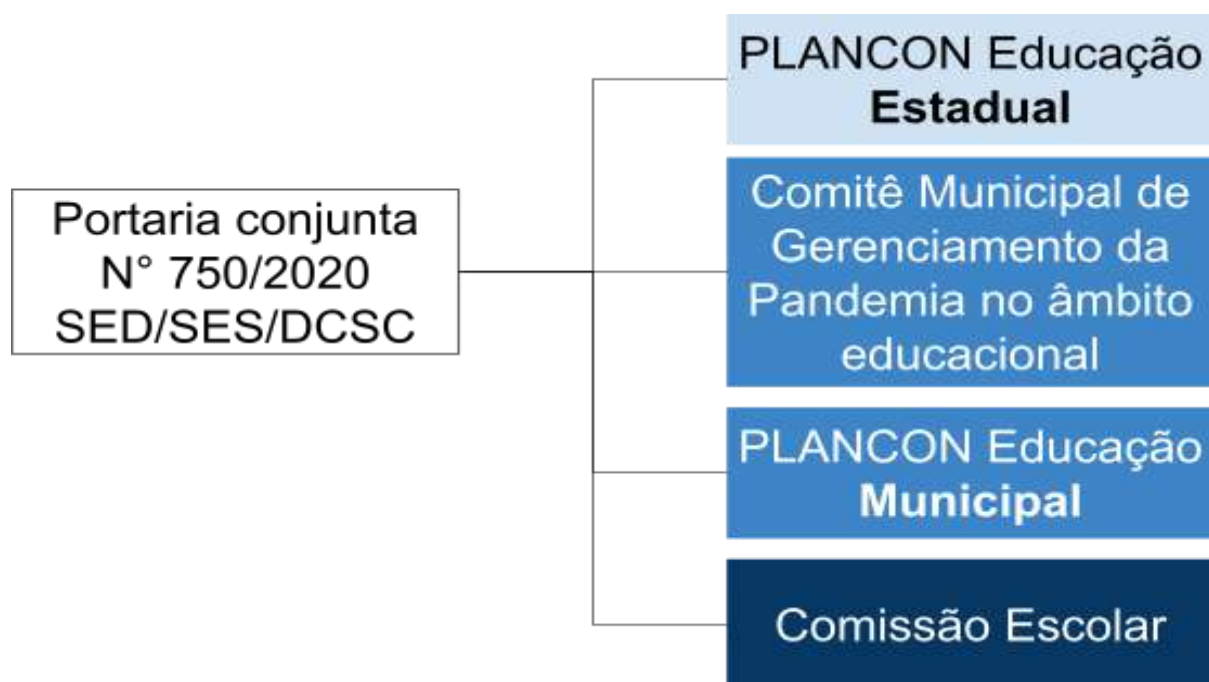 Portaria conjunta
N° 750/2020
SED/SES/DCSC
PLANCON Educação
Estadual
Comitê Municipal de
Gerenciamento da
Pandemia no âmbito
educacional
PLANCON Educação
Municipal
Comissão Escolar